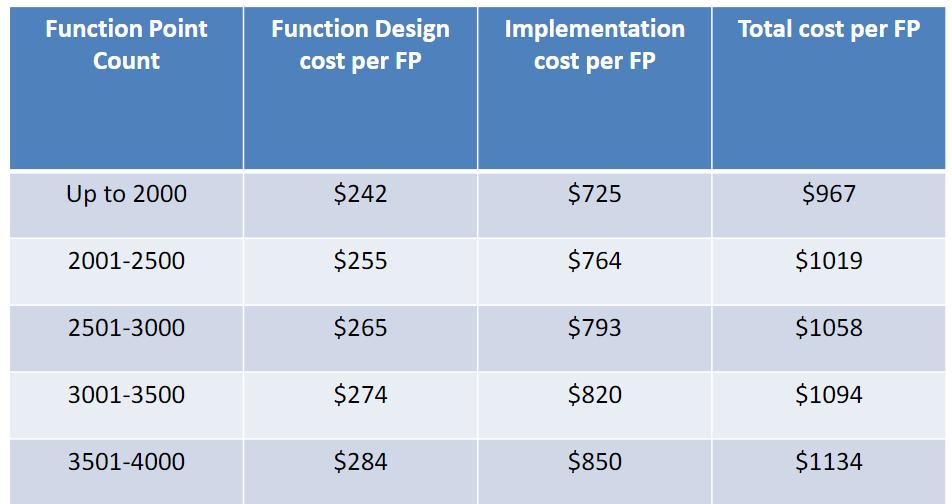 Function Point Count
Function Design cost per FP
Implementation cost per FP
Total cost per FP
Up to 2000 $242 $725 $967
2001-2500 $255 $764 $1019
2501-3000 $265 $793 $1058
3001-3500 $274 $820 $1094
3501-4000 $284 $850 $1134